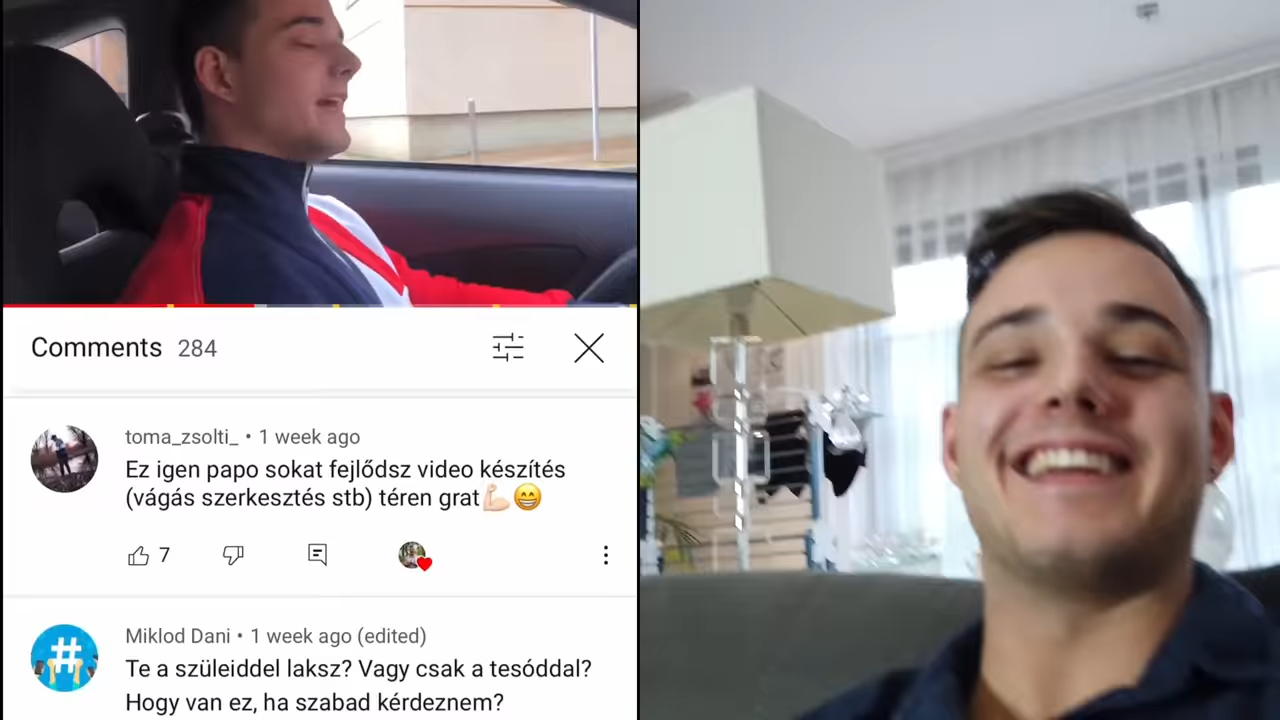 Comments 284
toma_zsolti_ • 1 week ago
Ez igen papo sokat fejlődsz video készítés
(vágás szerkesztés stb) téren grat💪🏻😁
7
Miklod Dani • 1 week ago (edited)
#
Te a szüleiddel laksz? Vagy csak a tesóddal?
Hogy van ez, ha szabad kérdeznem?